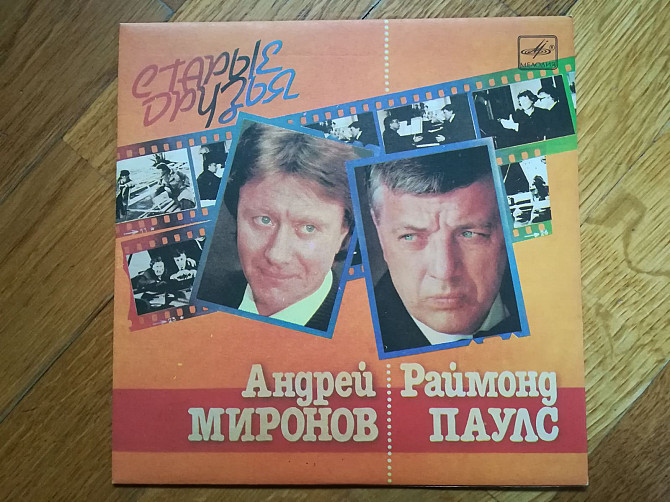 СТАРЫЕ
ДРУЗЬЯ
МЕЛОДИЯ
Андрей
МИРОНОВ
Раймонд
ПАУЛС